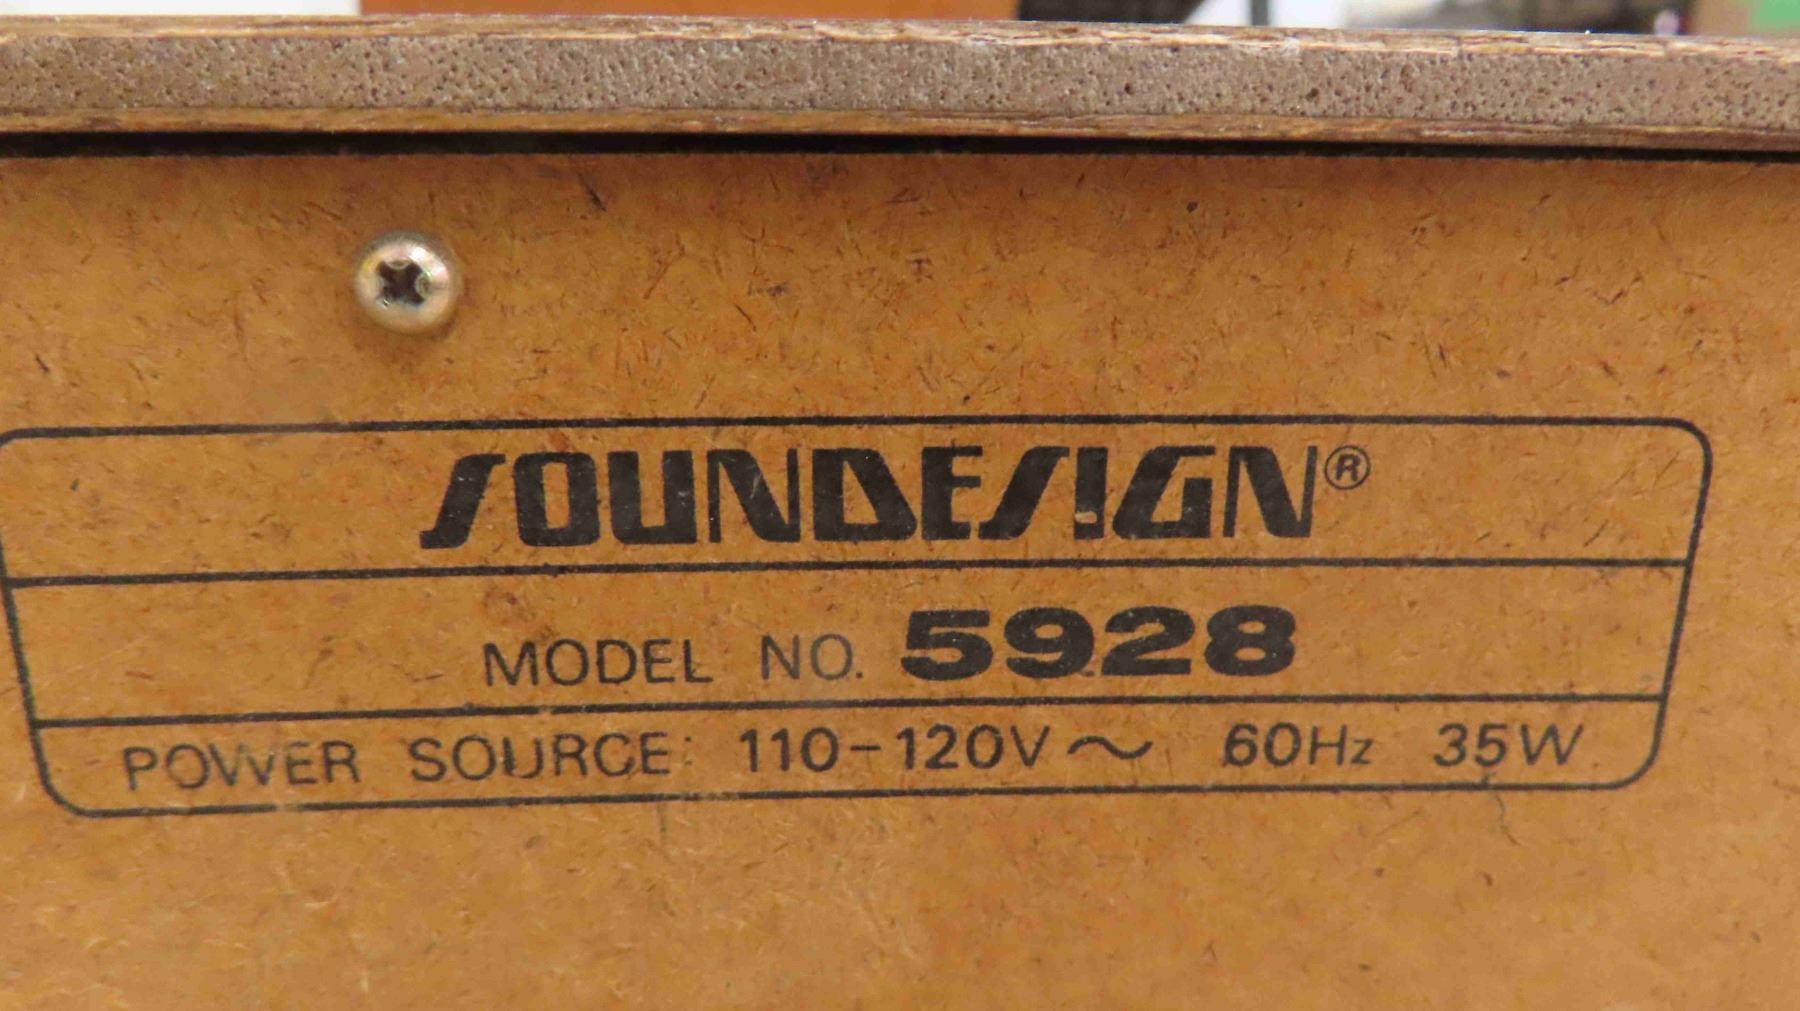 SOUNDESIGN®
MODEL NO. 5928
POWER SOURCE: 110-120V~ 60Hz 35W